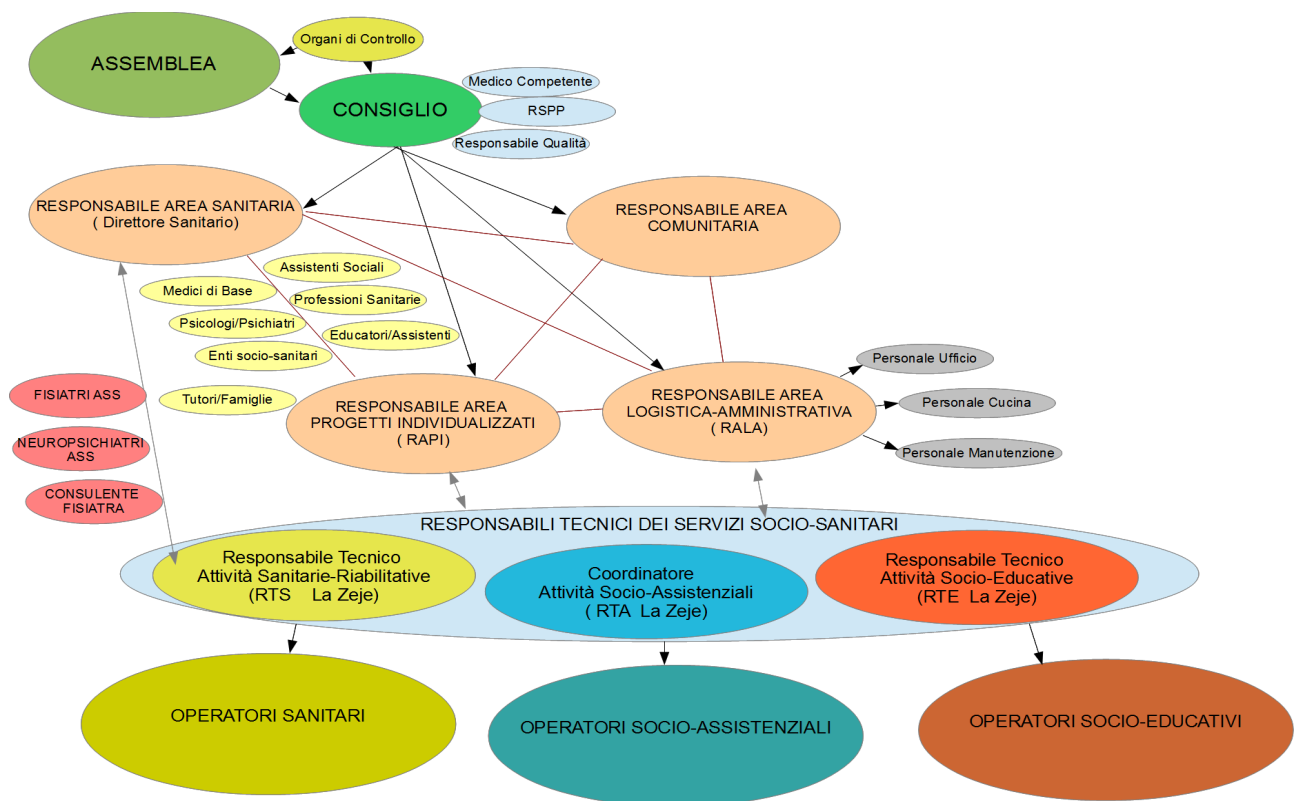 Organi di Controllo
ASSEMBLEA
Medico Competente
CONSIGLIO
RSPP
Responsabile Qualità
RESPONSABILE AREA SANITARIA
( Direttore Sanitario)
RESPONSABILE AREA
COMUNITARIA
Assistenti Sociali
Medici di Base
Professioni Sanitarie
Psicologi/Psichiatri
Educatori/Assistenti
Enti socio-sanitari
Personale Ufficio
FISIATRI ASS
Tutori/Famiglie
RESPONSABILE AREA
PROGETTI INDIVIDUALIZZATI
( RAPI)
RESPONSABILE AREA
LOGISTICA-AMMINISTRATIVA
( RALA)
Personale Cucina
NEUROPSICHIATRI
ASS
Personale Manutenzione
CONSULENTE
FISIATRA
RESPONSABILI TECNICI DEI SERVIZI SOCIO-SANITARI
Responsabile Tecnico
Attività Sanitarie-Riabilitative
(RTS La Zeje)
Coordinatore
Attività Socio-Assistenziali
( RTA La Zeje)
Responsabile Tecnico
Attività Socio-Educative
(RTE La Zeje)
OPERATORI SANITARI
OPERATORI SOCIO-ASSISTENZIALI
OPERATORI SOCIO-EDUCATIVI